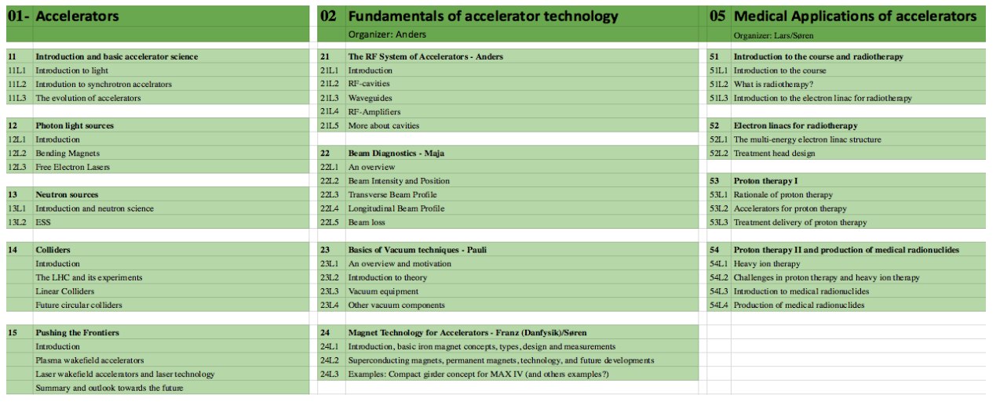 01- Accelerators
11 Introduction and basic accelerator science
11L1 Introduction to light
11L2 Introdution to synchrotron accelrators
11L3 The evolution of accelerators
12 Photon light sources
12L1 Introduction
12L2 Bending Magnets
12L3 Free Electron Lasers
13 Neutron sources
13L1 Introduction and neutron science
13L2 ESS
14 Colliders
Introduction
The LHC and its experiments
Linear Colliders
Future circular colliders
15 Pushing the Frontiers
Introduction
Plasma wakefield accelerators
Laser wakefield accelerators and laser technology
Summary and outlook towards the future
02 Fundamentals of accelerator technology
Organizer: Anders
21 The RF System of Accelerators - Anders
21L1 Introduction
21L2 RF-cavities
21L3 Waveguides
21L4 RF-Amplifiers
21L5 More about cavities
22 Beam Diagnostics - Maja
22L1 An overview
22L2 Beam Intensity and Position
22L3 Transverse Beam Profile
22L4 Longitudinal Beam Profile
22L5 Beam loss
23 Basics of Vacuum techniques - Pauli
23L1 An overview and motivation
23L2 Introduction to theory
23L3 Vacuum equipment
23L4 Other vacuum components
24 Magnet Technology for Accelerators - Franz (Danfysik)/Søren
24L1 Introduction, basic iron magnet concepts, types, design and measurements
24L2 Superconducting magnets, permanent magnets, technology, and future developments
24L3 Examples: Compact girder concept for MAX IV (and others examples?)
05 Medical Applications of accelerators
Organizer: Lars/Søren
51 Introduction to the course and radiotherapy
51L1 Introduction to the course
51L2 What is radiotherapy?
51L3 Introduction to the electron linac for radiotherapy
52 Electron linacs for radiotherapy
52L1 The multi-energy electron linac structure
52L2 Treatment head design
53 Proton therapy I
53L1 Rationale of proton therapy
53L2 Accelerators for proton therapy
53L3 Treatment delivery of proton therapy
54 Proton therapy II and production of medical radionuclides
54L1 Heavy ion therapy
54L2 Challenges in proton therapy and heavy ion therapy
54L3 Introduction to medical radionuclides
54L4 Production of medical radionuclides